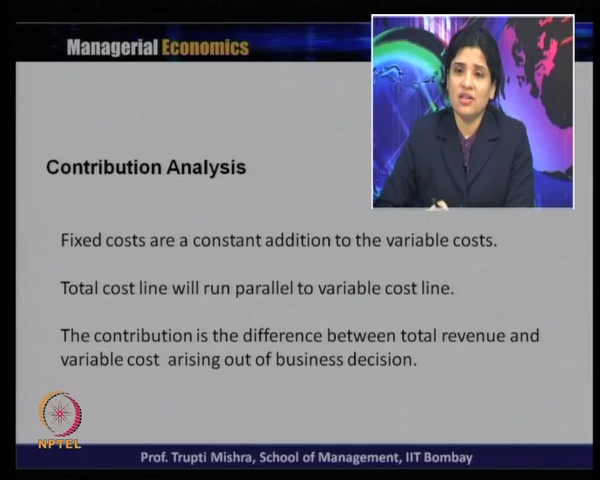 Managerial Economics
Contribution Analysis
Fixed costs are a constant addition to the variable costs.
Total cost line will run parallel to variable cost line.
The contribution is the difference between total revenue and
variable cost arising out of business decision.
NPTEL
Prof. Trupti Mishra, School of Management, IIT Bombay